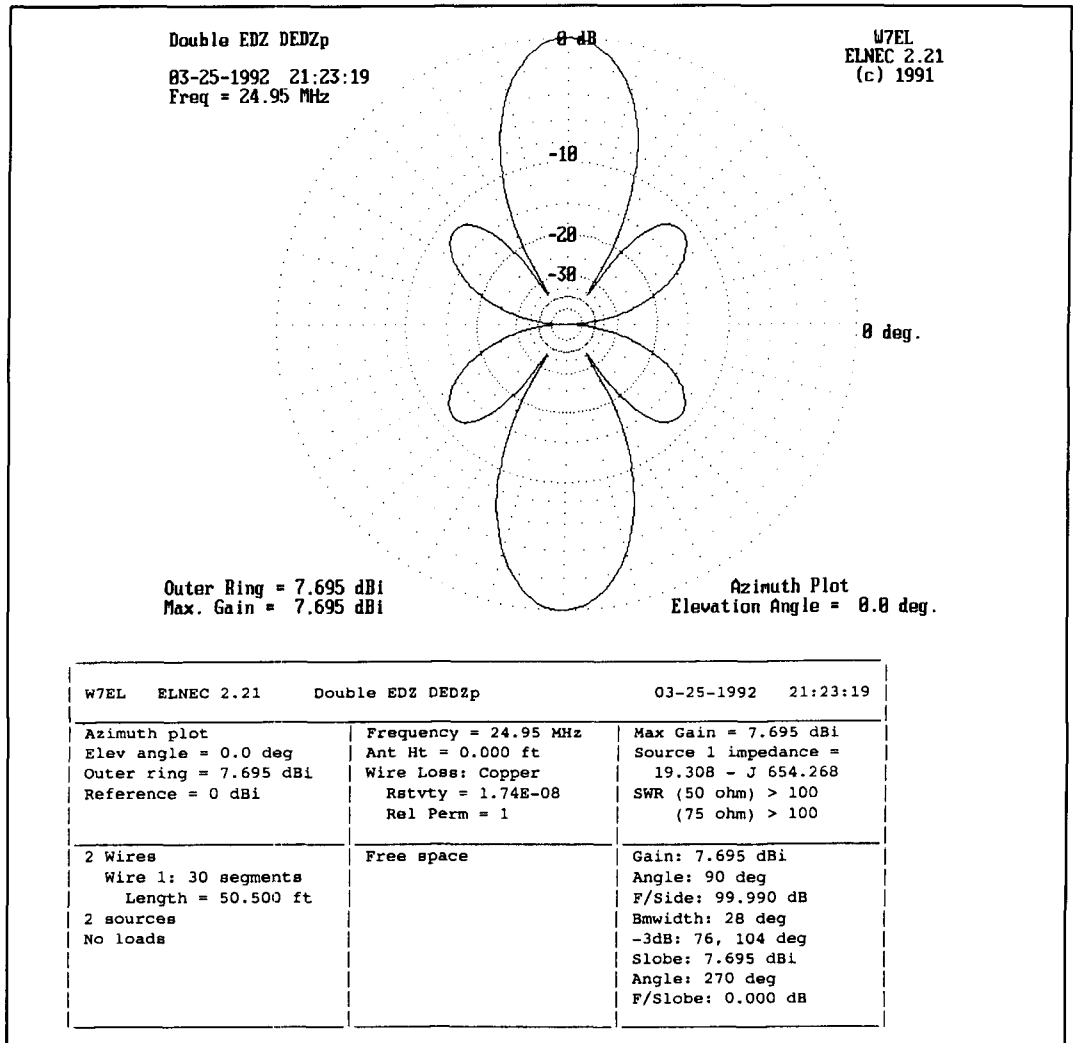 Double EDZ DEDZp
03-25-1992 21:23:19
Freq = 24.95 MHz
0 dB
W7EL
ELNEC 2.21
(c) 1991
-10
-20
-30
0 deg.
Outer Ring = 7.695 dBi
Max. Gain = 7.695 dBi
Azimuth Plot
Elevation Angle = 0.0 deg.
W7EL ELNEC 2.21 Double EDZ DEDZp 03-25-1992 21:23:19
Azimuth plot
Elev angle = 0.0 deg
Outer ring = 7.695 dBi
Reference = 0 dBi
Frequency = 24.95 MHz
Ant Ht = 0.000 ft
Wire Loss: Copper
Rstvty = 1.74E-08
Rel Perm = 1
Max Gain = 7.695 dBi
Source 1 impedance =
19.308 - J 654.268
SWR (50 ohm) > 100
(75 ohm) > 100
2 Wires
Wire 1: 30 segments
Length = 50.500 ft
2 sources
No loads
Free space
Gain: 7.695 dBi
Angle: 90 deg
F/Side: 99.990 dB
Bmwidth: 28 deg
-3dB: 76, 104 deg
Slobe: 7.695 dBi
Angle: 270 deg
F/Slobe: 0.000 dB